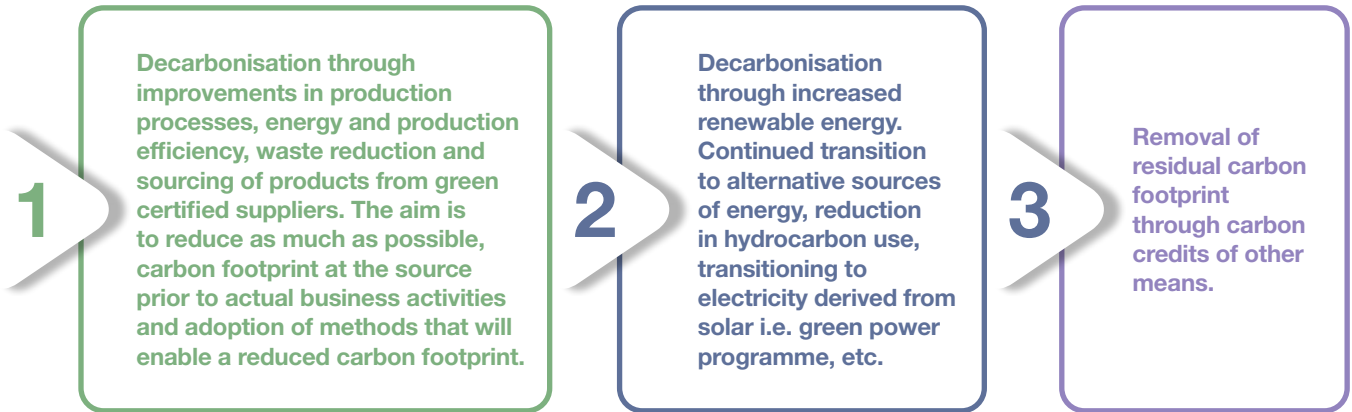 1
Decarbonisation through
improvements in production
processes, energy and production
efficiency, waste reduction and
sourcing of products from green
certified suppliers. The aim is
to reduce as much as possible,
carbon footprint at the source
prior to actual business activities
and adoption of methods that will
enable a reduced carbon footprint.
2
Decarbonisation
through increased
renewable energy.
Continued transition
to alternative sources
of energy, reduction
in hydrocarbon use,
transitioning to
electricity derived from
solar i.e. green power
programme, etc.
3
Removal of
residual carbon
footprint
through carbon
credits of other
means.